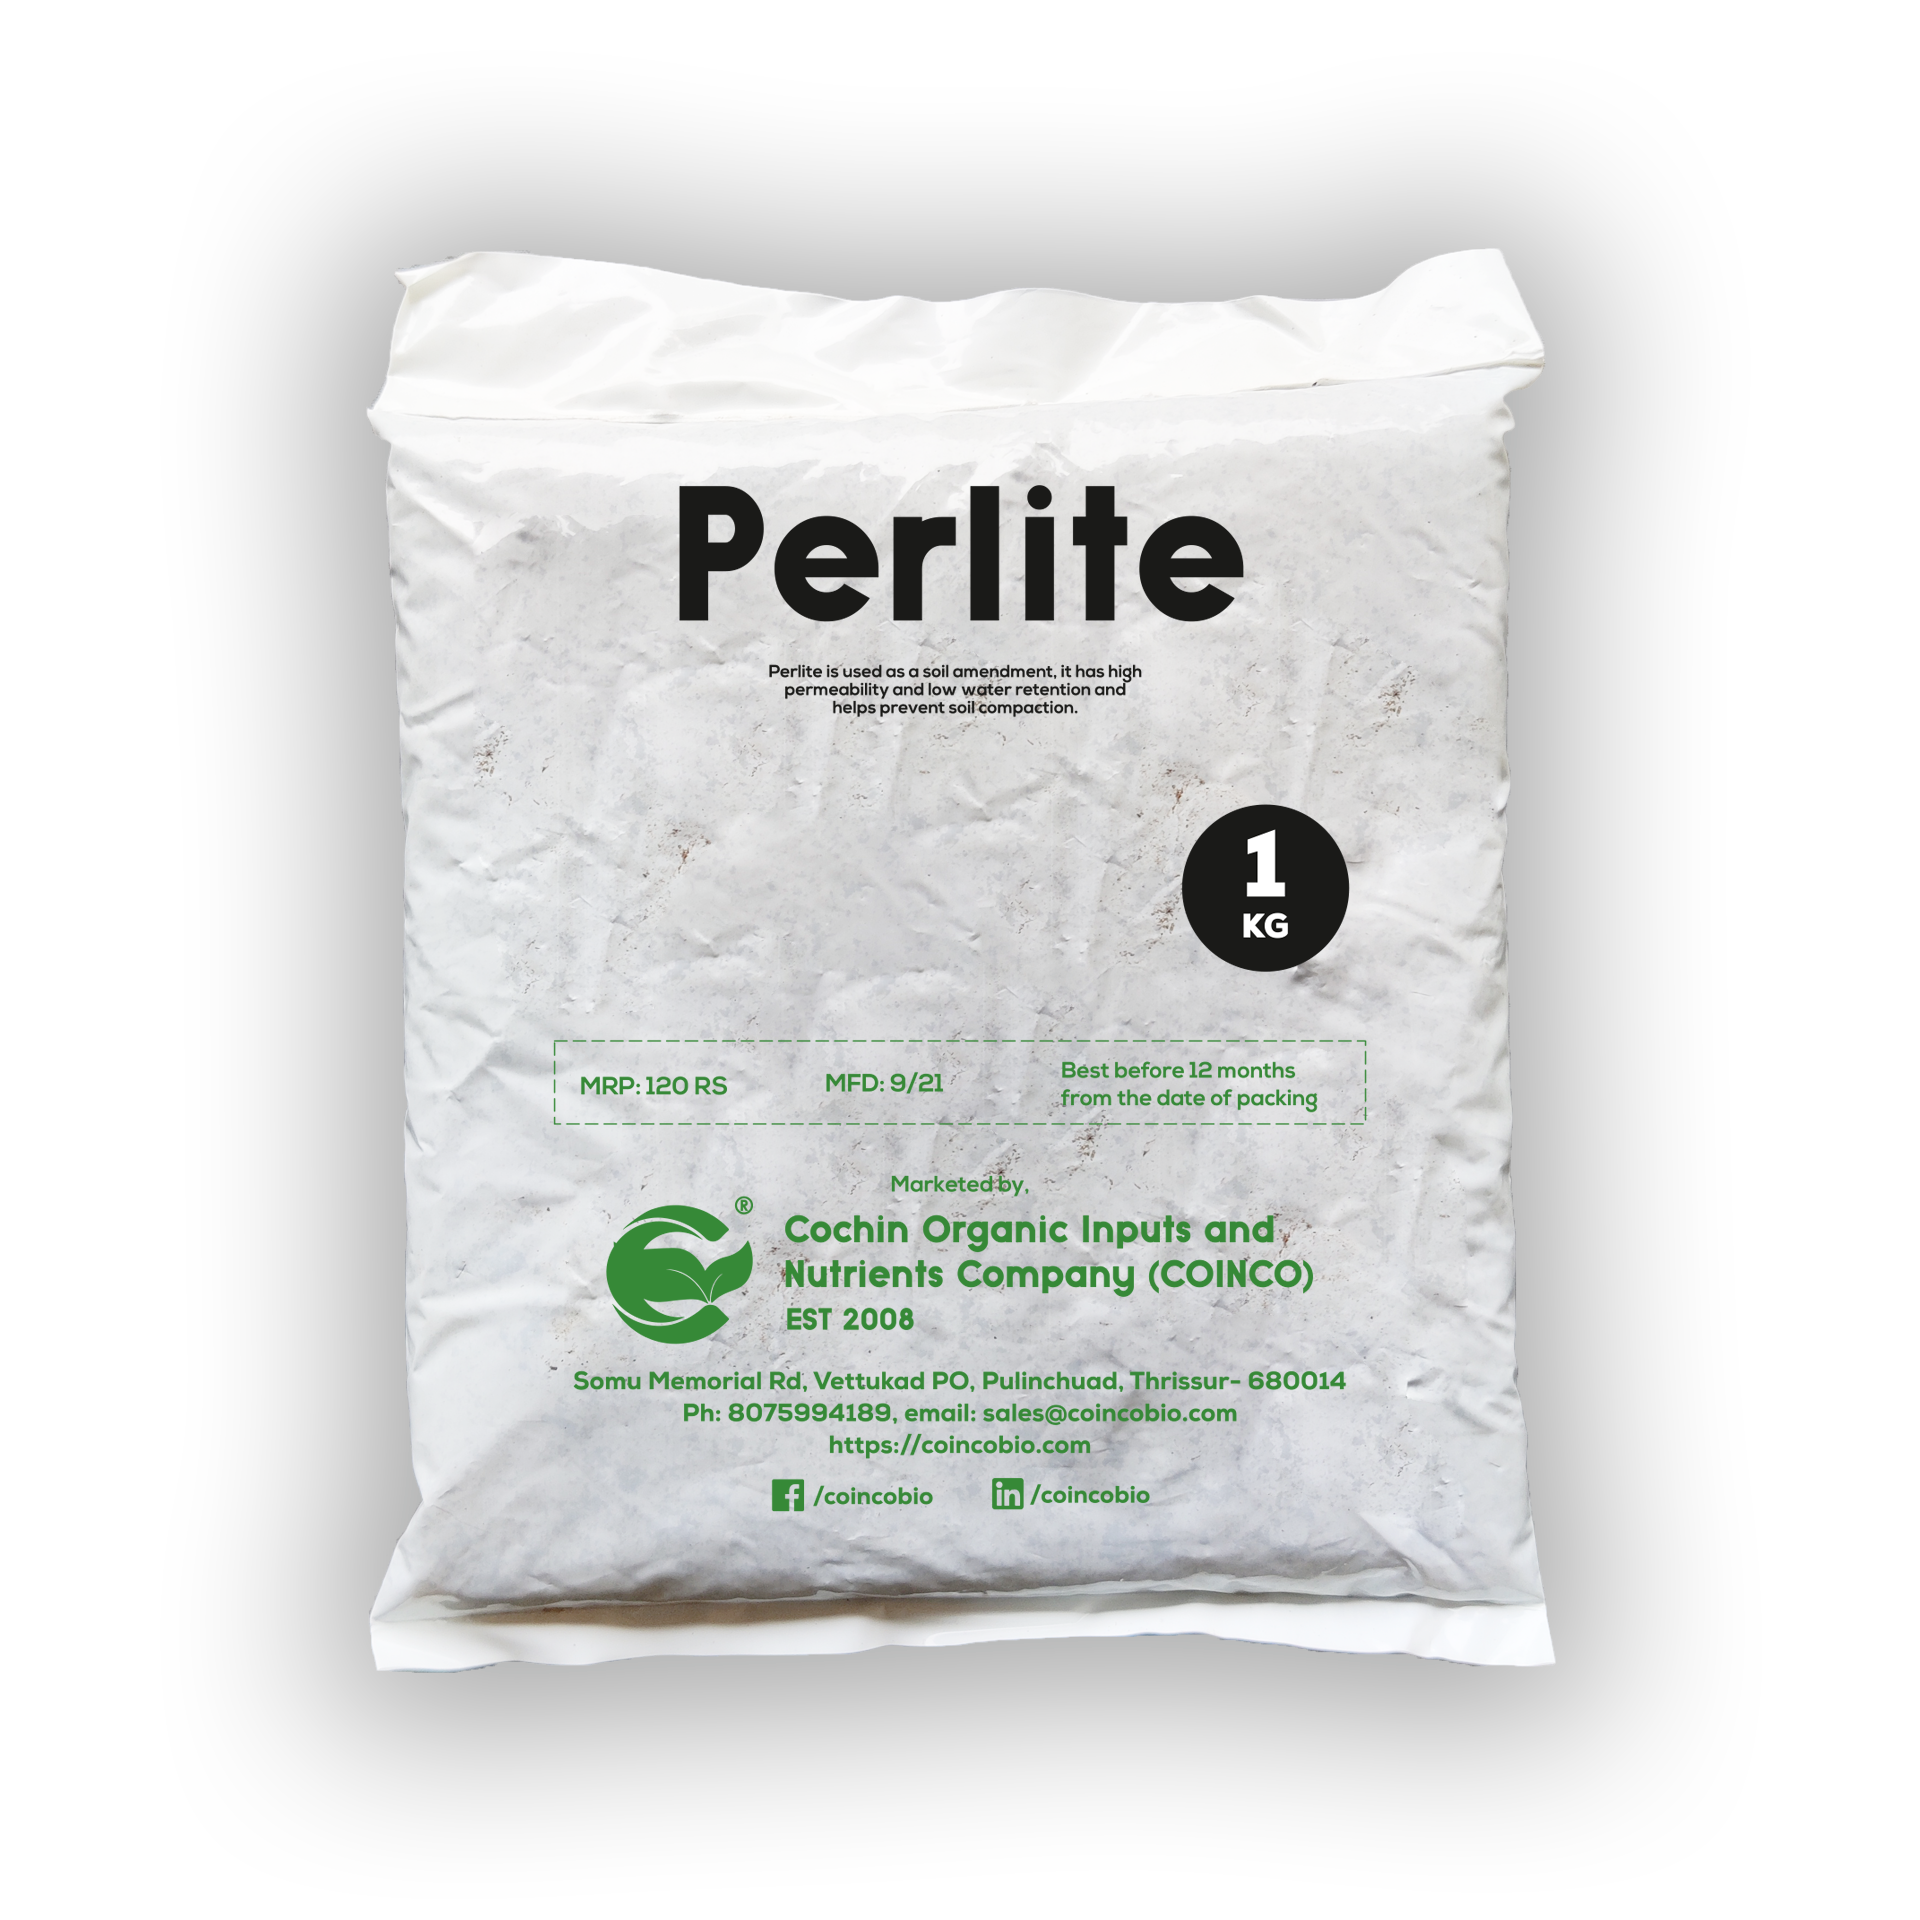 Perlite
Perlite is used as a soil amendment, it has high
permeability and low water retention and
helps prevent soil compaction.
1
KG
MRP: 120 RS
MFD: 9/21
Best before 12 months
from the date of packing
Marketed by,
®
Cochin Organic Inputs and
Nutrients Company (COINCO)
EST 2008
Somu Memorial Rd, Vettukad PO, Pulinchuad, Thrissur- 680014
Ph: 8075994189, email: sales@coincobio.com
https://coincobio.com
/coincobio
/coincobio